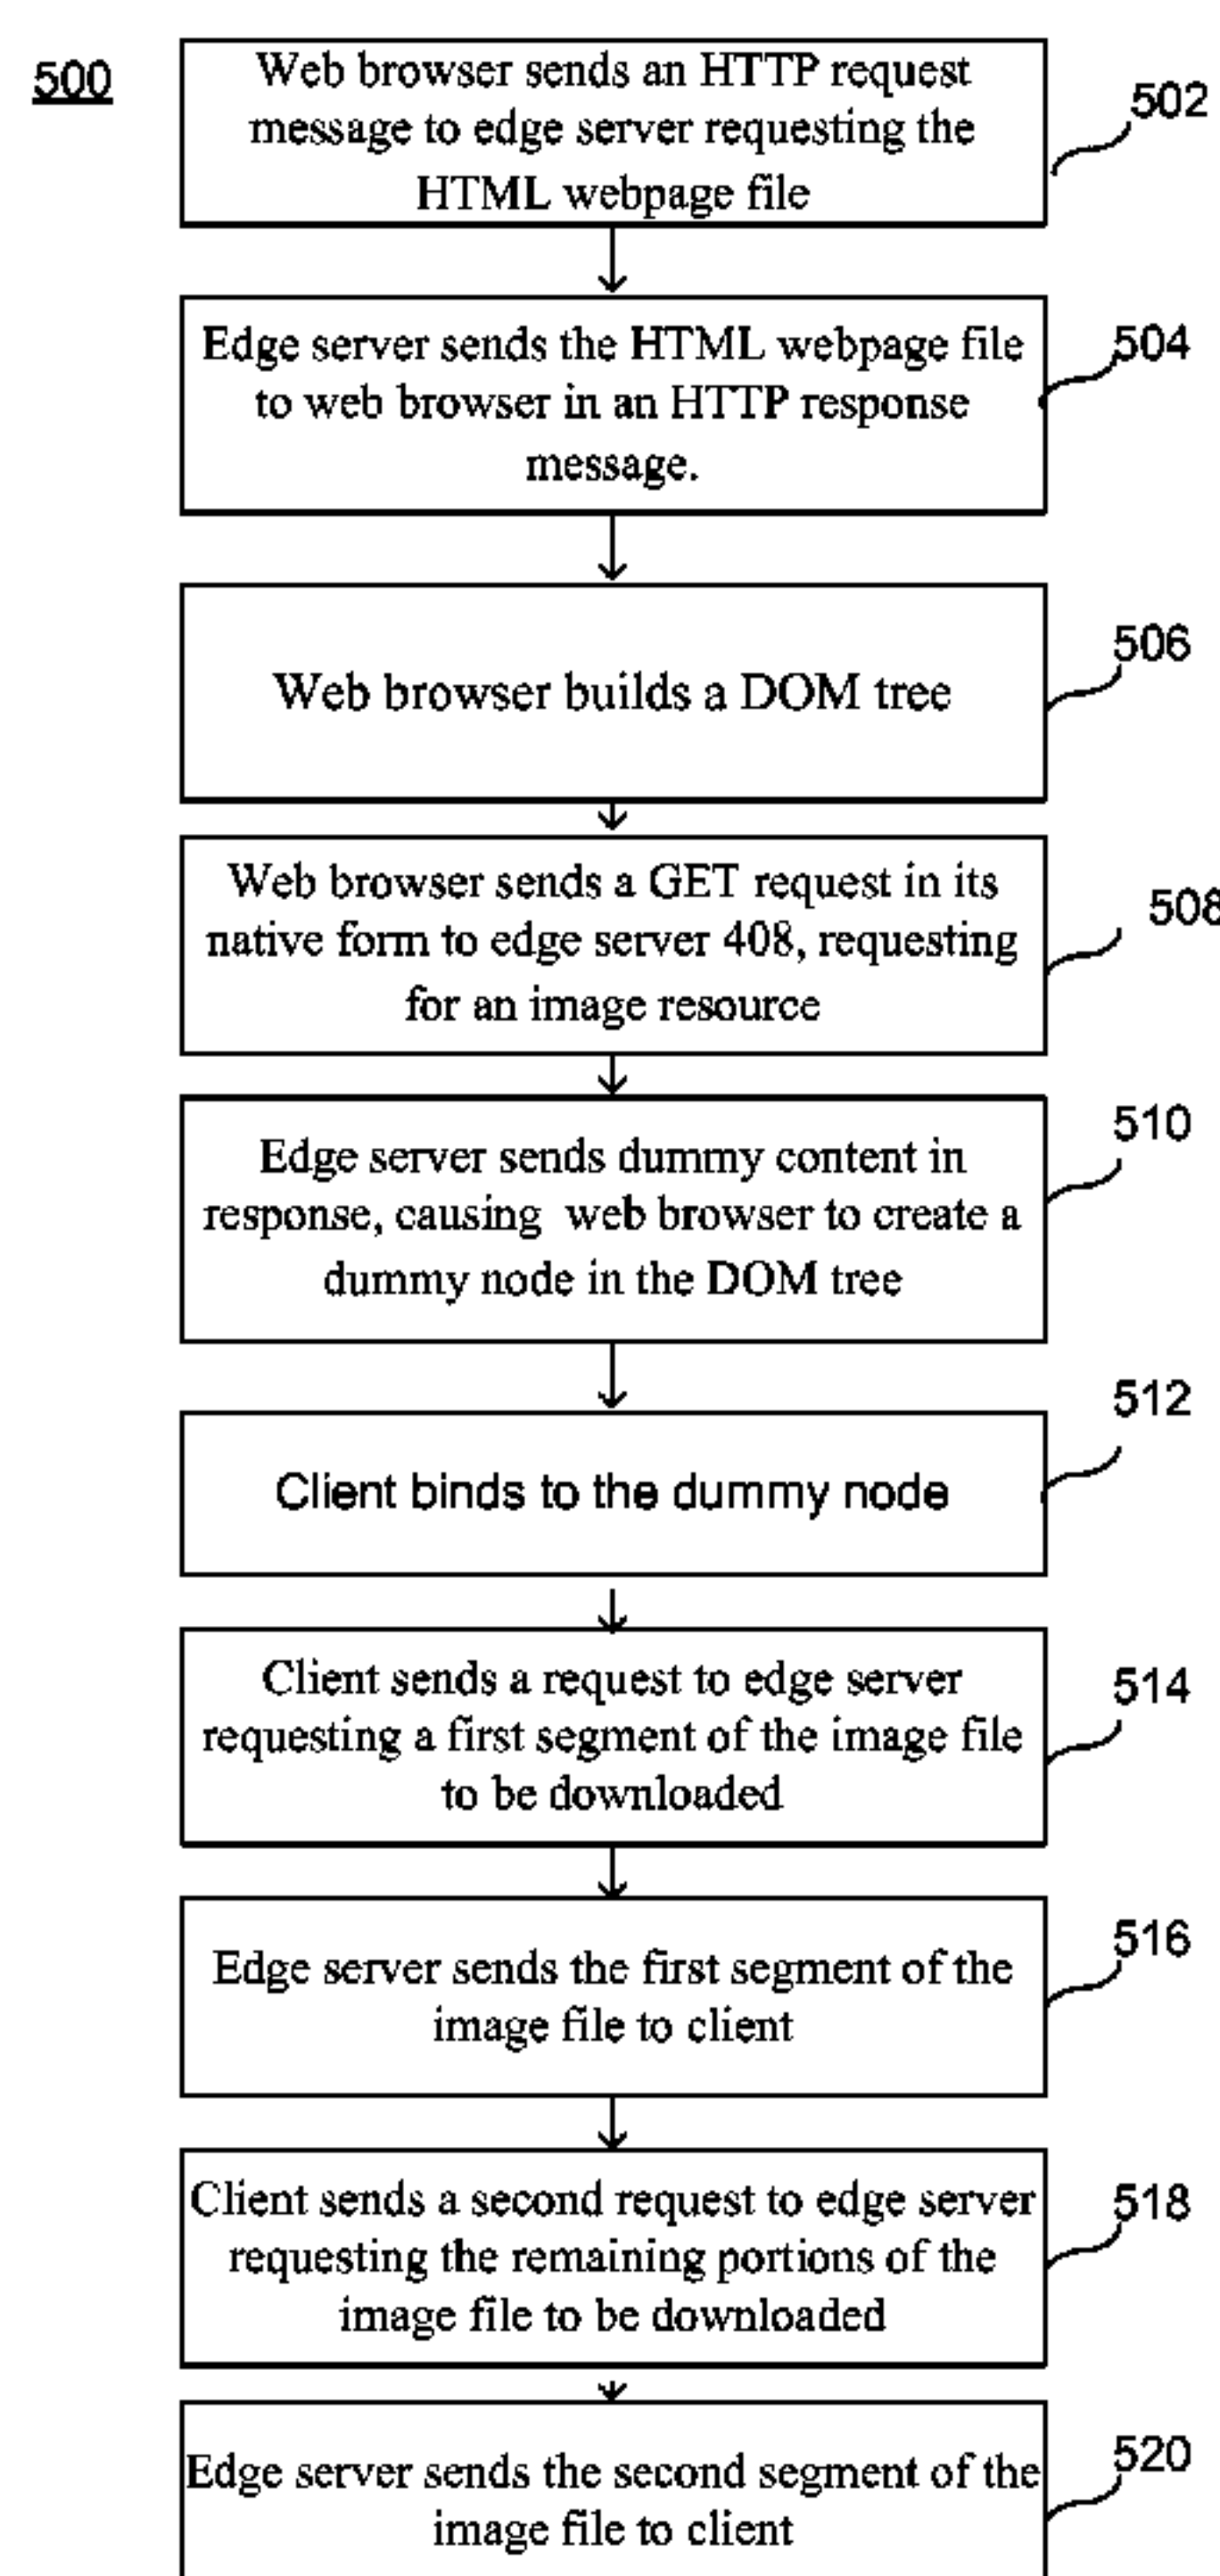 500
Web browser sends an HTTP request
message to edge server requesting the
HTML webpage file
502
Edge server sends the HTML webpage file
to web browser in an HTTP response
message.
504
Web browser builds a DOM tree
506
Web browser sends a GET request in its
native form to edge server 408, requesting
for an image resource
508
Edge server sends dummy content in
response, causing web browser to create a
dummy node in the DOM tree
510
Client binds to the dummy node
512
Client sends a request to edge server
requesting a first segment of the image file
to be downloaded
514
Edge server sends the first segment of the
image file to client
516
Client sends a second request to edge server
requesting the remaining portions of the
image file to be downloaded
518
Edge server sends the second segment of the
image file to client
520